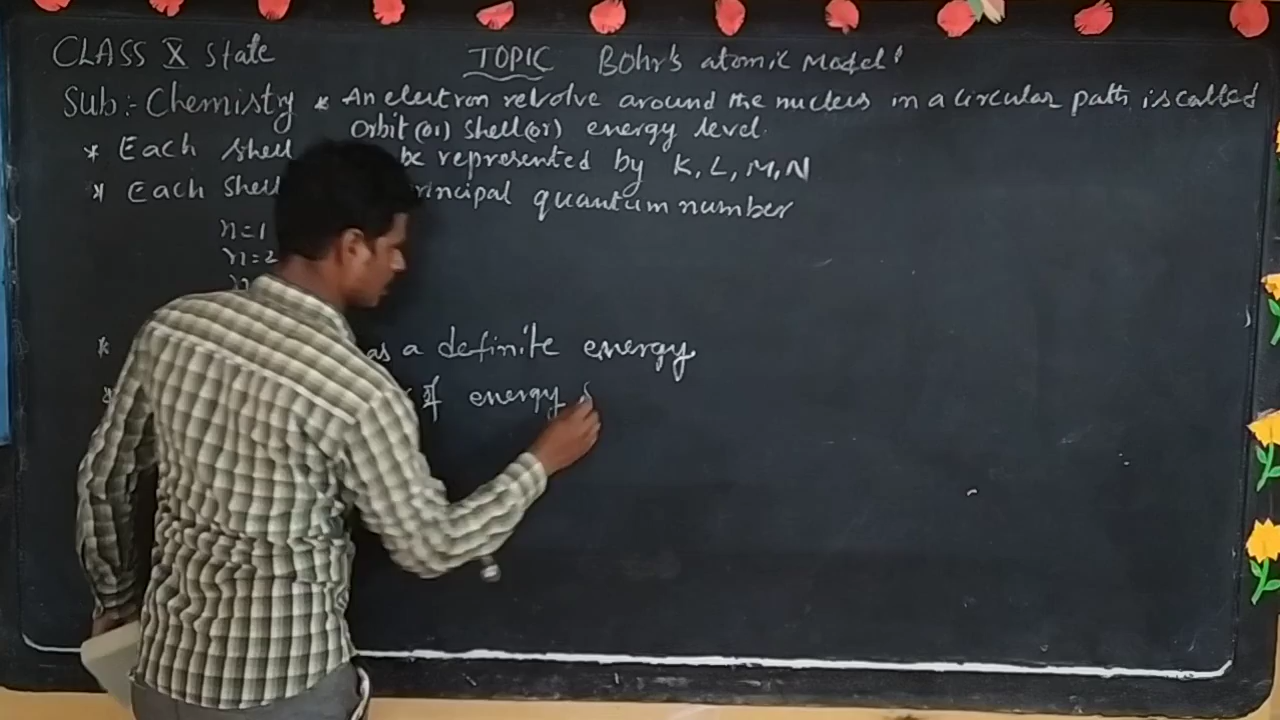 CLASS X State TOPIC Bohr's atomic Model
Sub:- Chemistry * An electron revolve around the nucleus in a circular path, is called
orbit (or) shell (or) energy level.
* Each shell be represented by K, L, M, N
* Each shell rincipal quantum number
n=1
n=2
n
* as a definite energy
* of energy